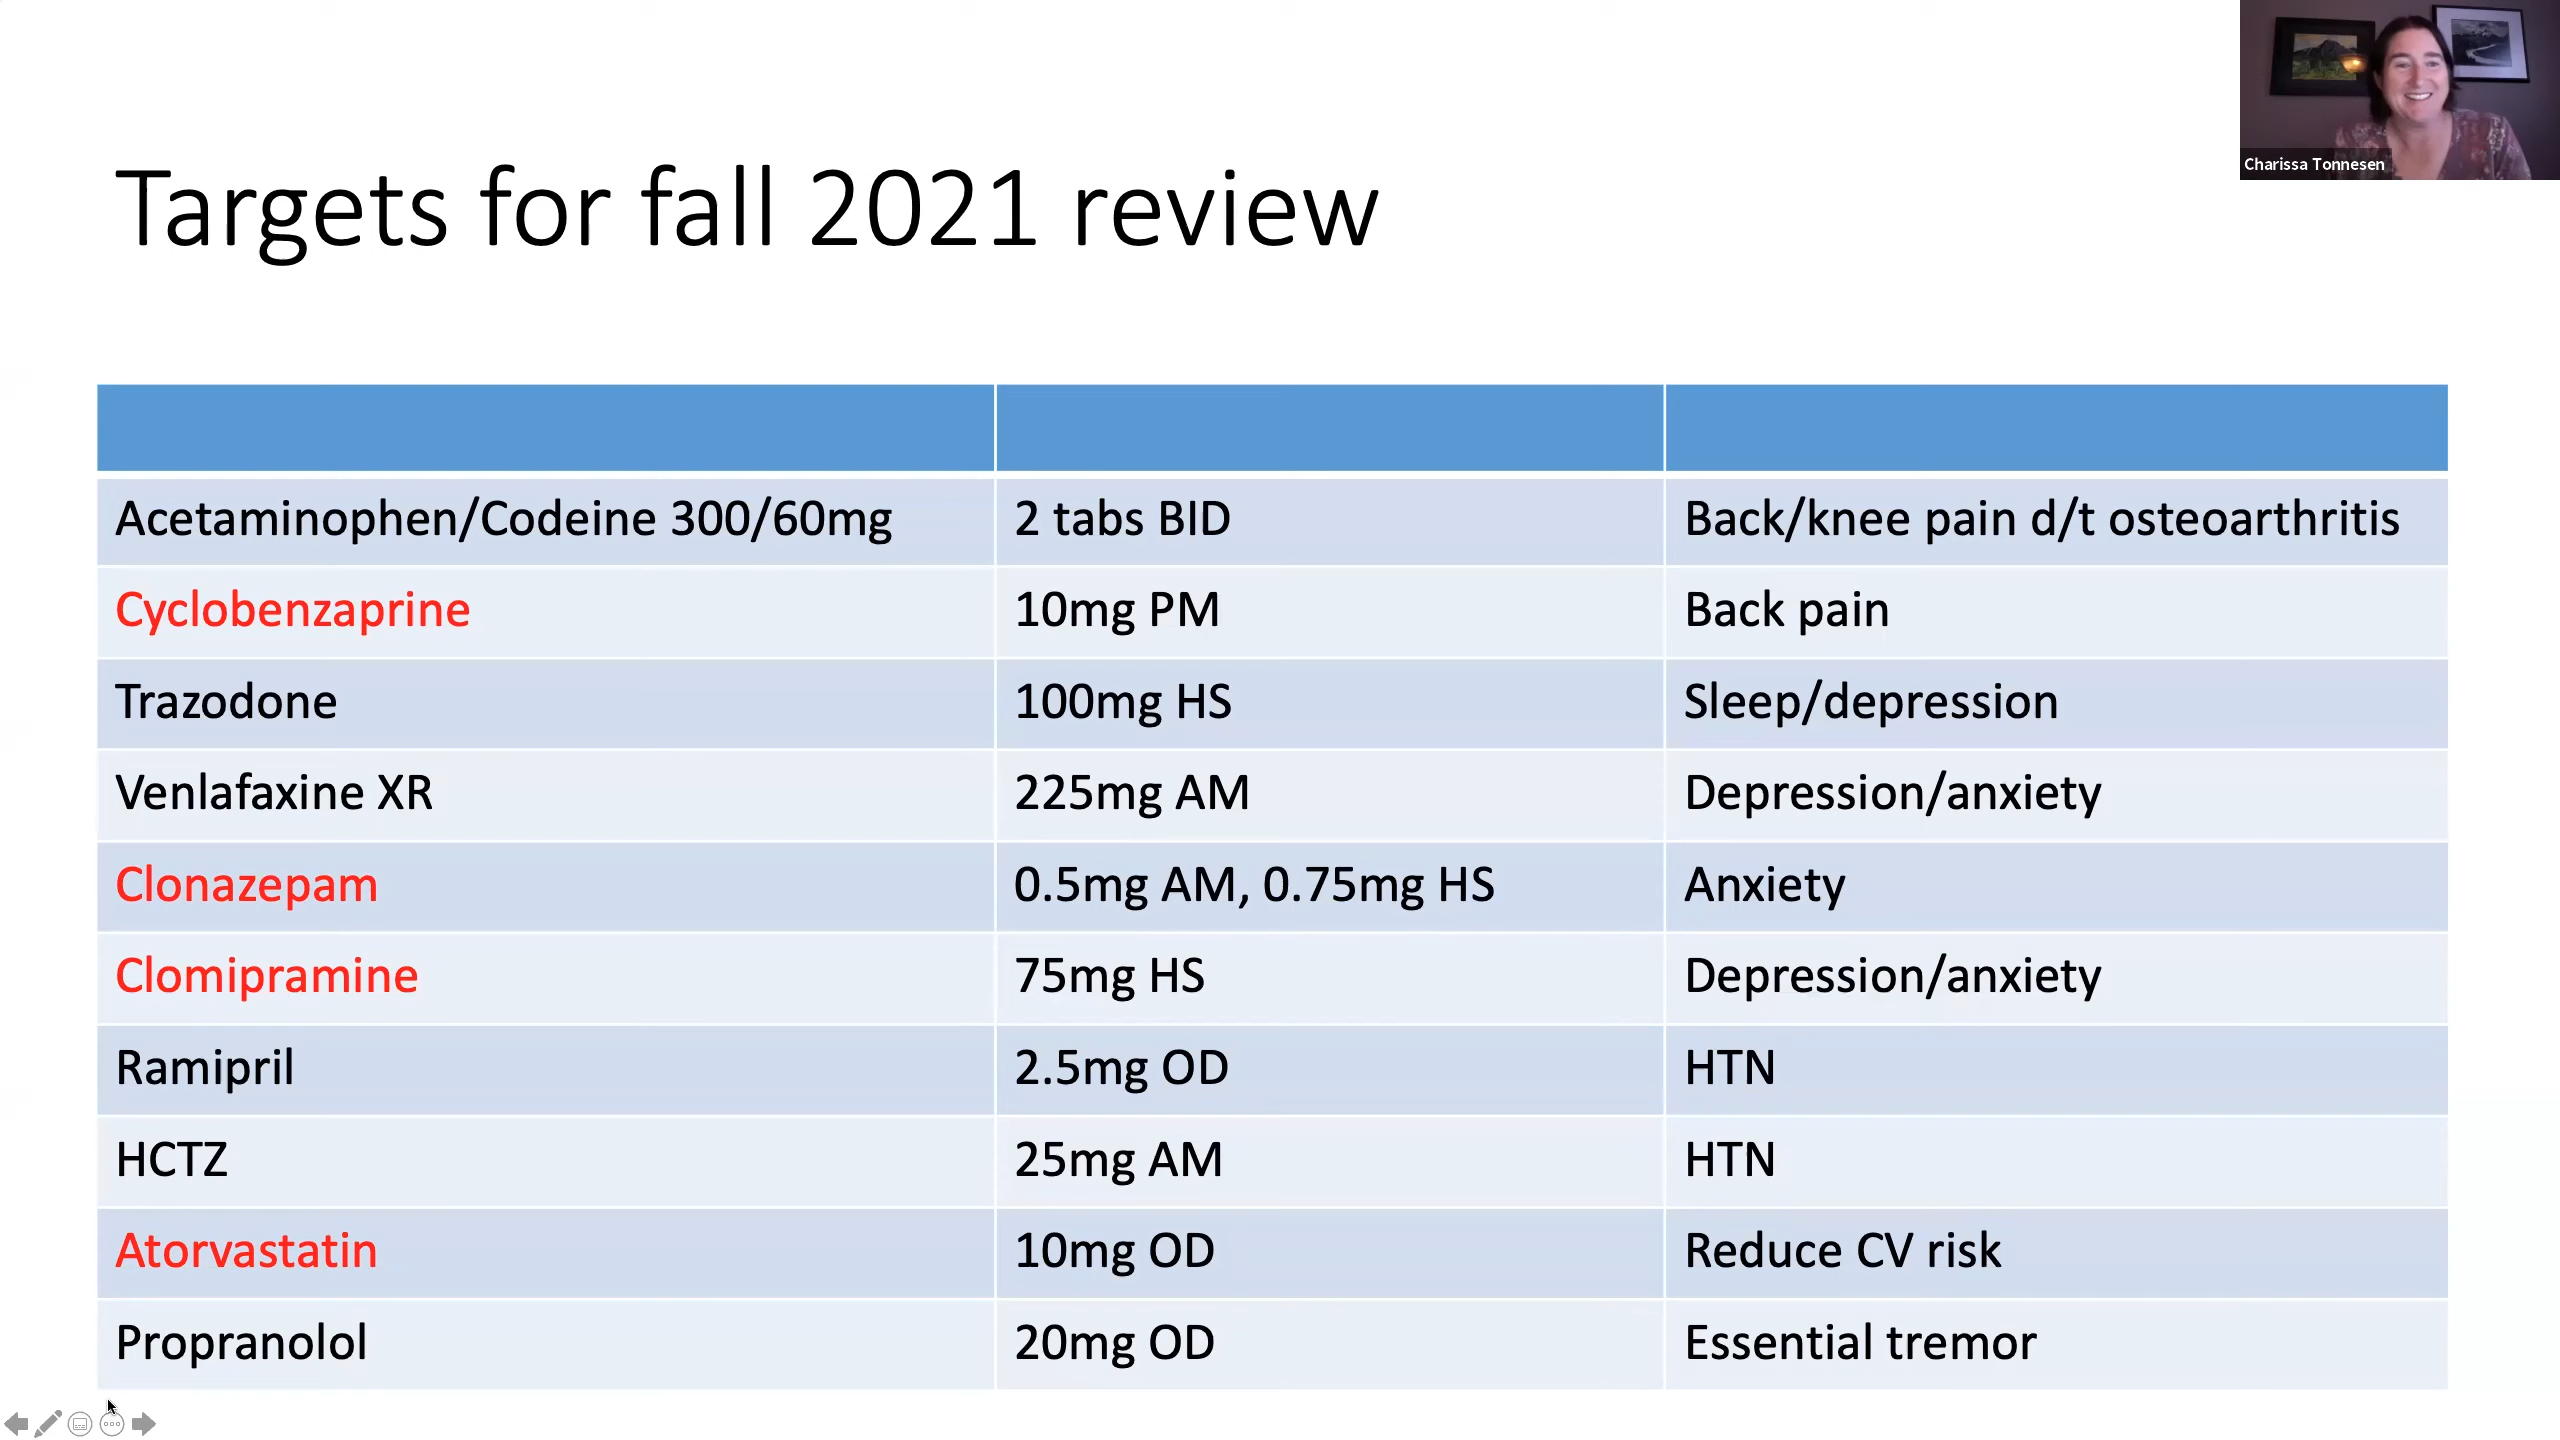 Charissa Tonnesen
Targets for fall 2021 review
Acetaminophen/Codeine 300/60mg 2 tabs BID Back/knee pain d/t osteoarthritis
Cyclobenzaprine 10mg PM Back pain
Trazodone 100mg HS Sleep/depression
Venlafaxine XR 225mg AM Depression/anxiety
Clonazepam 0.5mg AM, 0.75mg HS Anxiety
Clomipramine 75mg HS Depression/anxiety
Ramipril 2.5mg OD HTN
HCTZ 25mg AM HTN
Atorvastatin 10mg OD Reduce CV risk
Propranolol 20mg OD Essential tremor